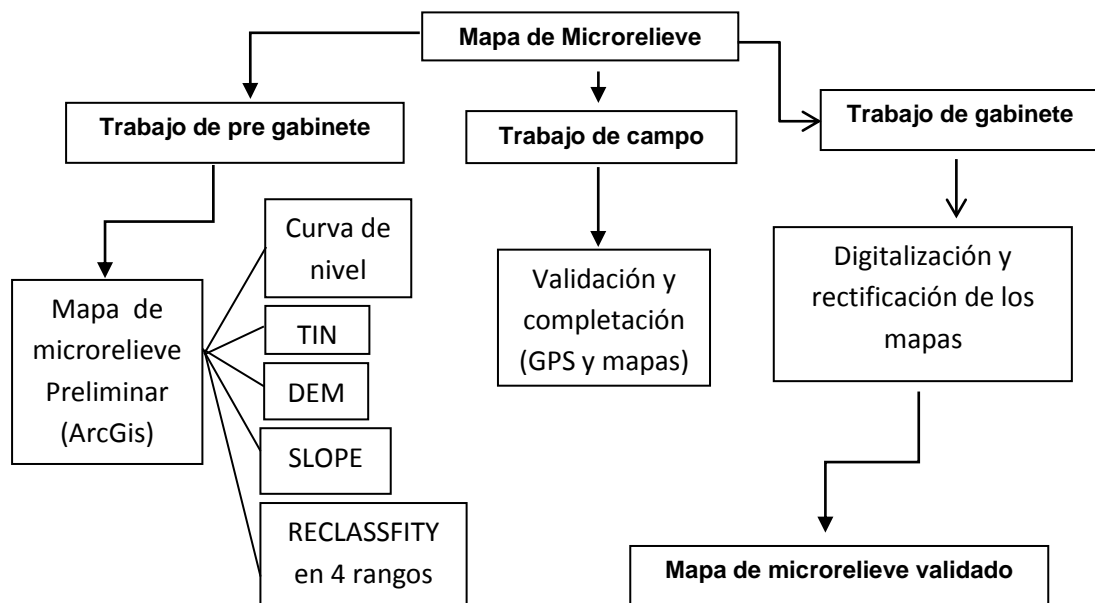 Mapa de Microrelieve
Trabajo de pre gabinete
Trabajo de campo
Trabajo de gabinete
Mapa de
microrelieve
Preliminar
(ArcGis)
Curva de
nivel
TIN
DEM
SLOPE
RECLASSFITY
en 4 rangos
Validación y
completación
(GPS y mapas)
Digitalización y
rectificación de los
mapas
Mapa de microrelieve validado